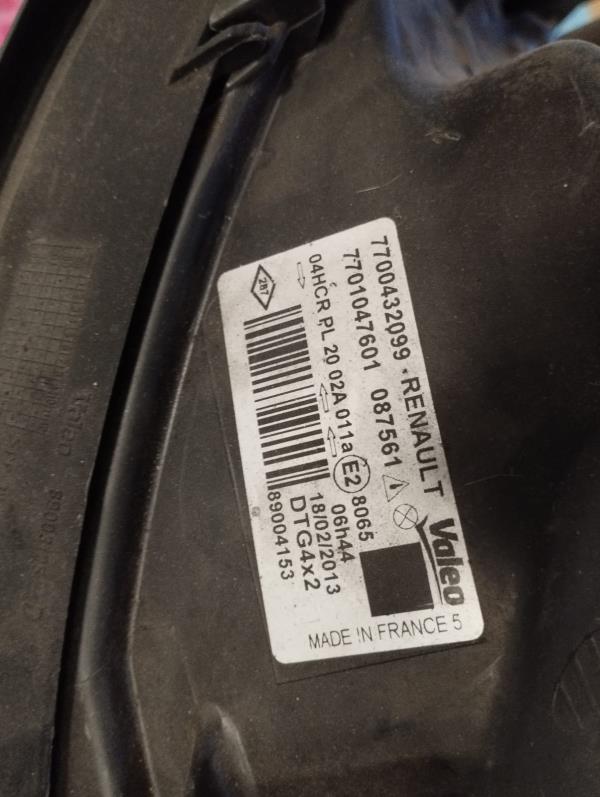 7700432099 - RENAULT
7701047601 087561
04HCR PL 20 02A 011a E2 8065
287
06h44
18/02/2013
DTG4x2
89004153
Valeo
MADE IN FRANCE 5